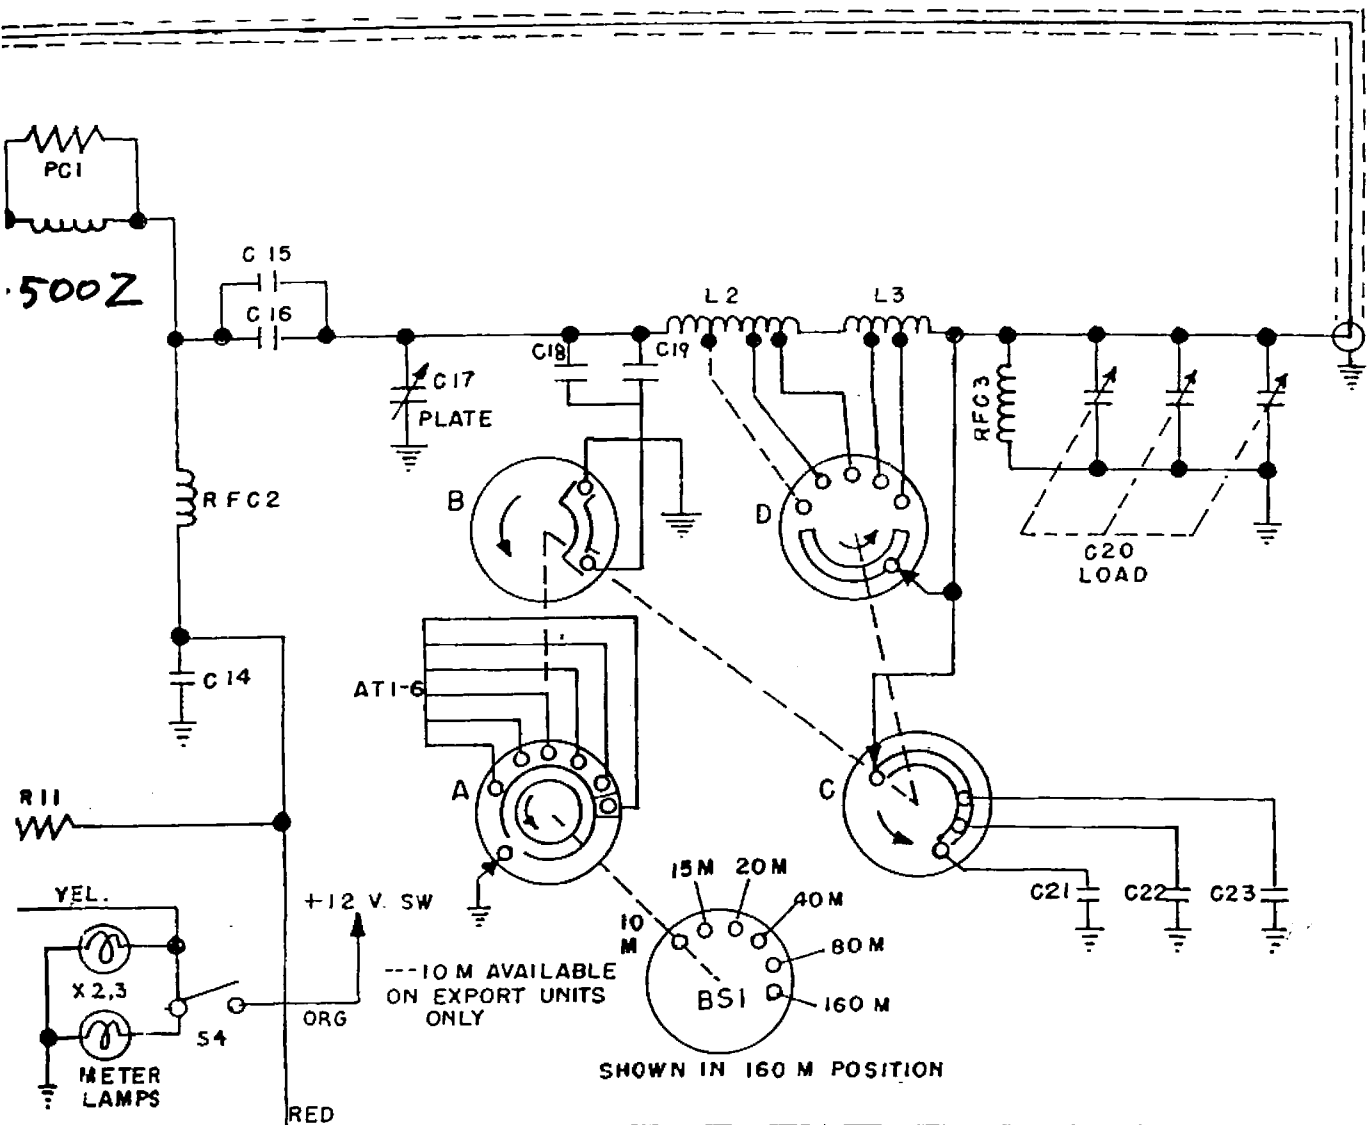 PC1
.500Z
C 15
C 16
L 2
L 3
C18
C19
C17
PLATE
RFC3
B
D
RFC2
C20
LOAD
C14
AT1-6
A
C
R11
15M
20M
40M
10
M
80M
160 M
BS1
C21
C22
C23
YEL.
+12 V. SW
X2,3
S4
ORG
---10 M AVAILABLE
ON EXPORT UNITS
ONLY
SHOWN IN 160 M POSITION
METER
LAMPS
RED